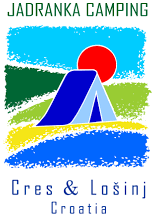 JADRANKA CAMPING
Cres & Lošinj
Croatia